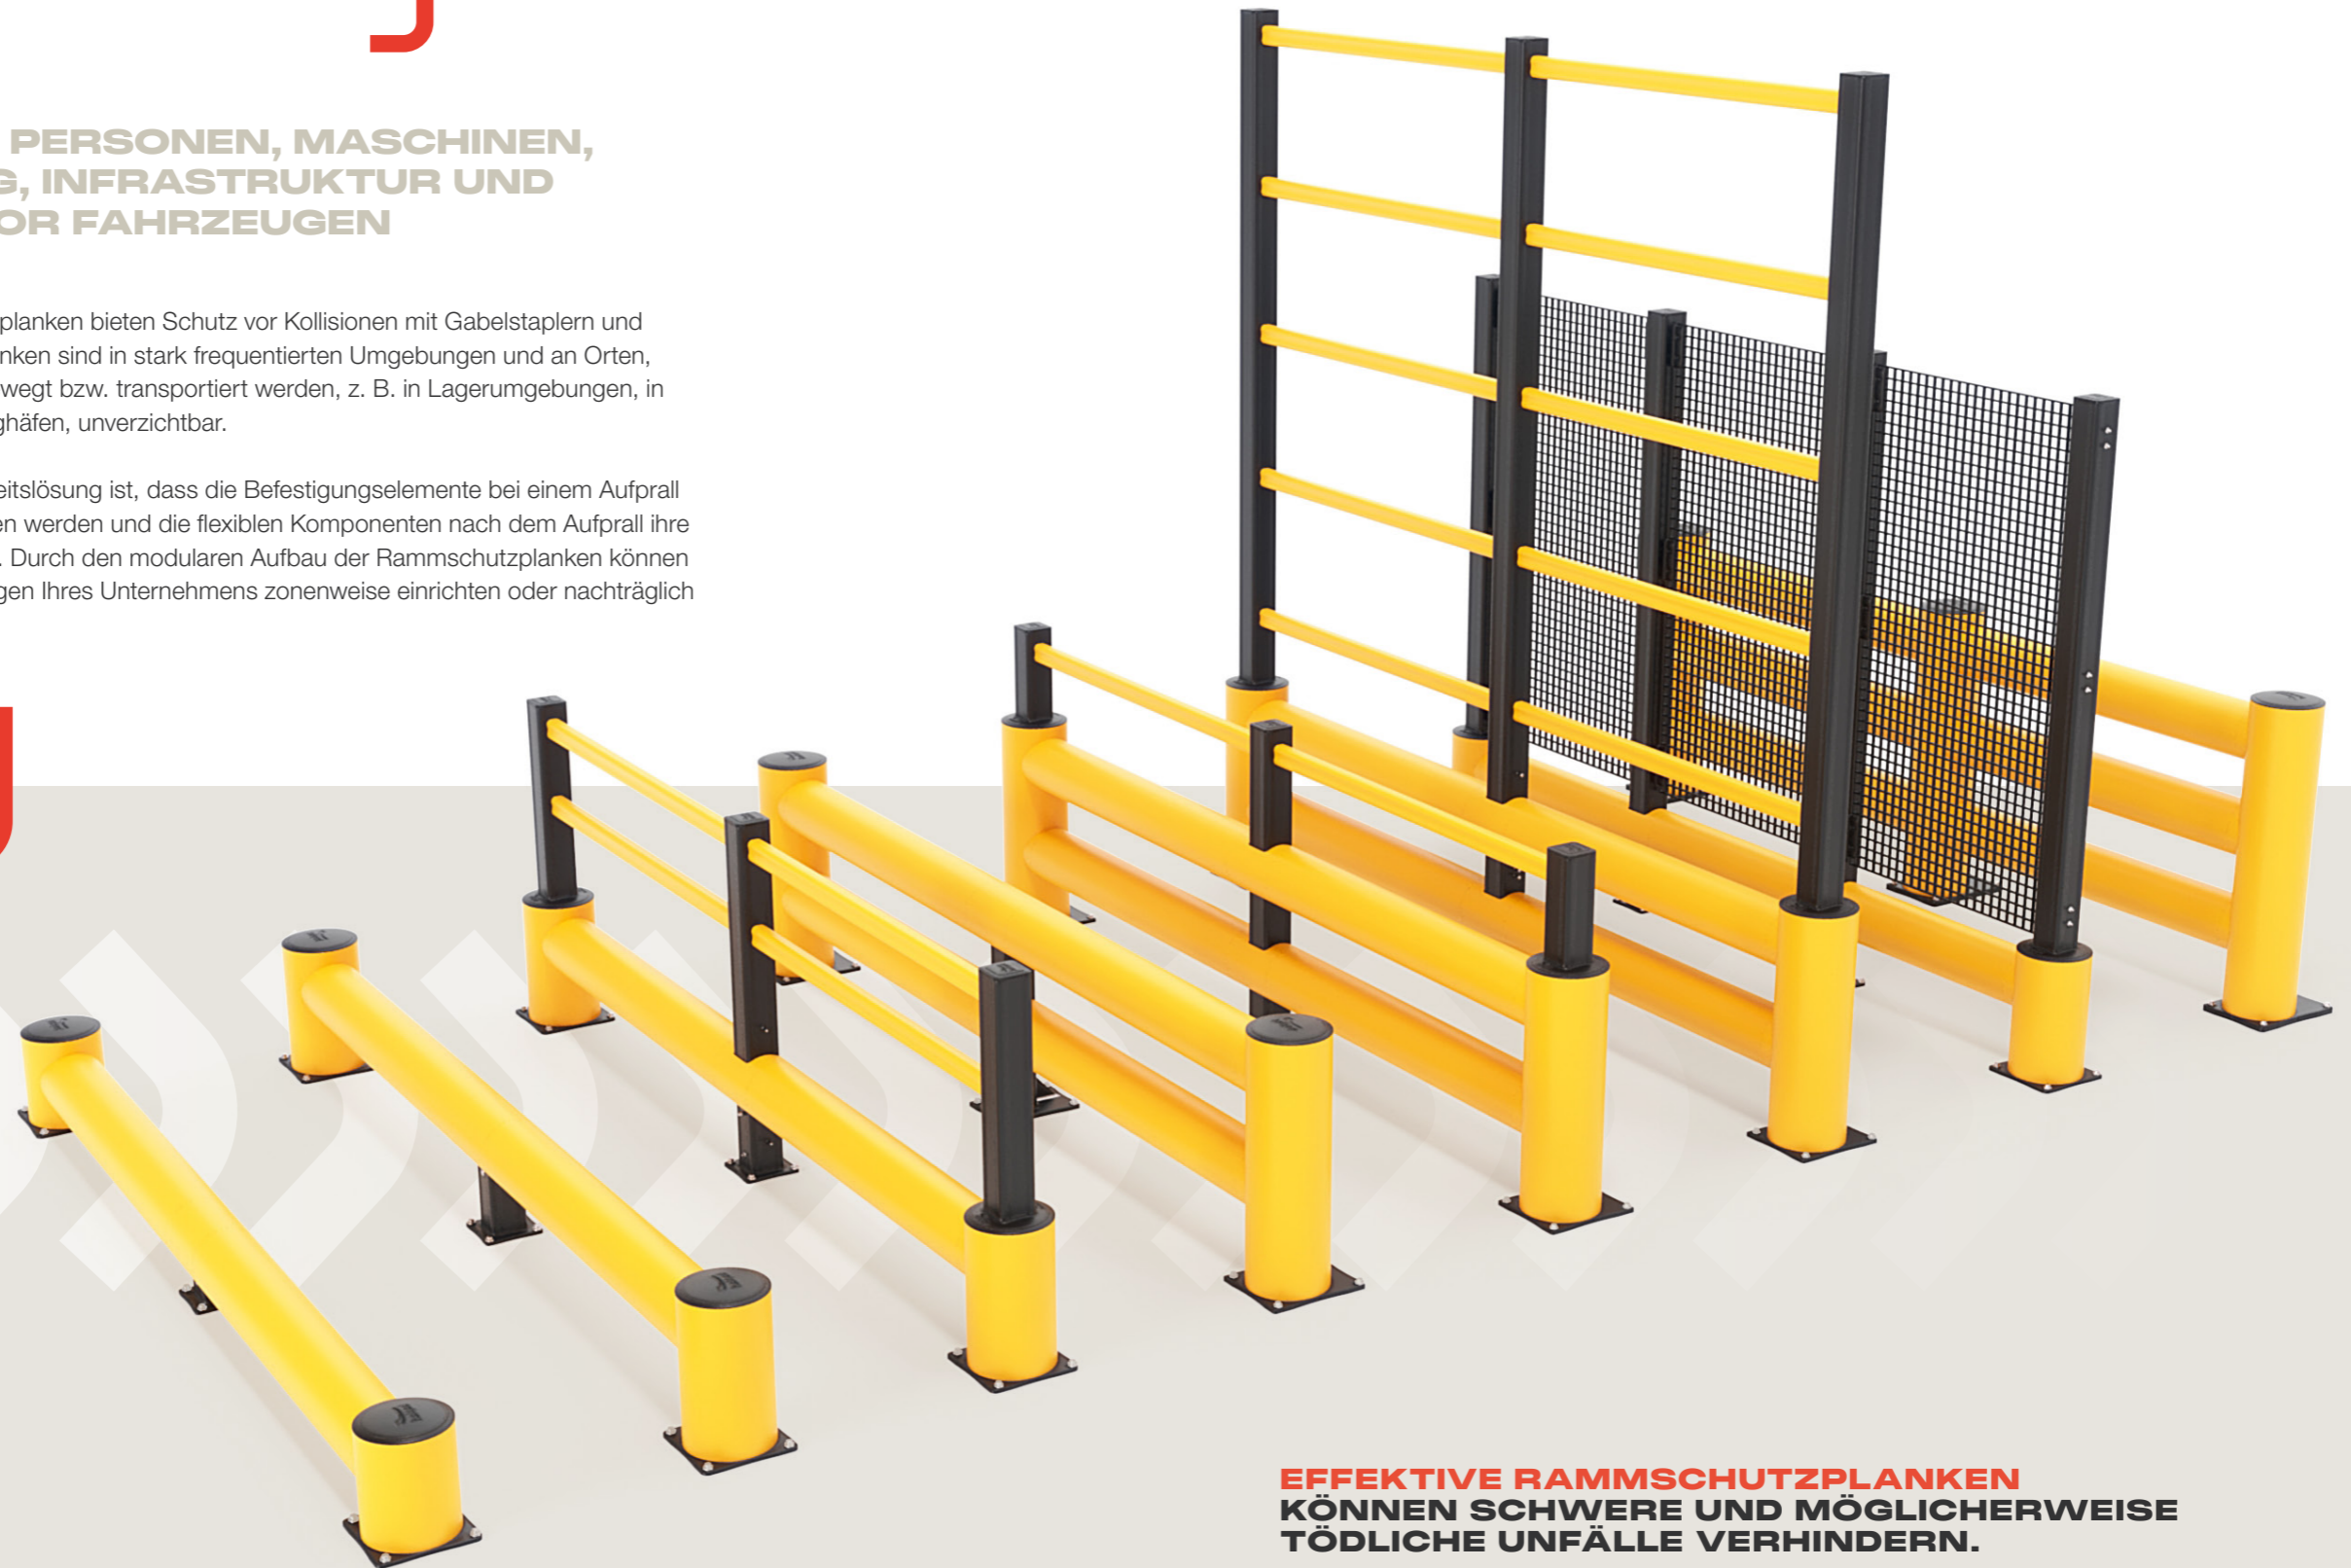 PERSONEN, MASCHINEN,
G, INFRASTRUKTUR UND
OR FAHRZEUGEN
planken bieten Schutz vor Kollisionen mit Gabelstaplern und
nken sind in stark frequentierten Umgebungen und an Orten,
wegt bzw. transportiert werden, z. B. in Lagerumgebungen, in
ghäfen, unverzichtbar.
eitslösung ist, dass die Befestigungselemente bei einem Aufprall
en werden und die flexiblen Komponenten nach dem Aufprall ihre
. Durch den modularen Aufbau der Rammschutzplanken können
gen Ihres Unternehmens zonenweise einrichten oder nachträglich
EFFEKTIVE RAMMSCHUTZPLANKEN
KÖNNEN SCHWERE UND MÖGLICHERWEISE
TÖDLICHE UNFÄLLE VERHINDERN.